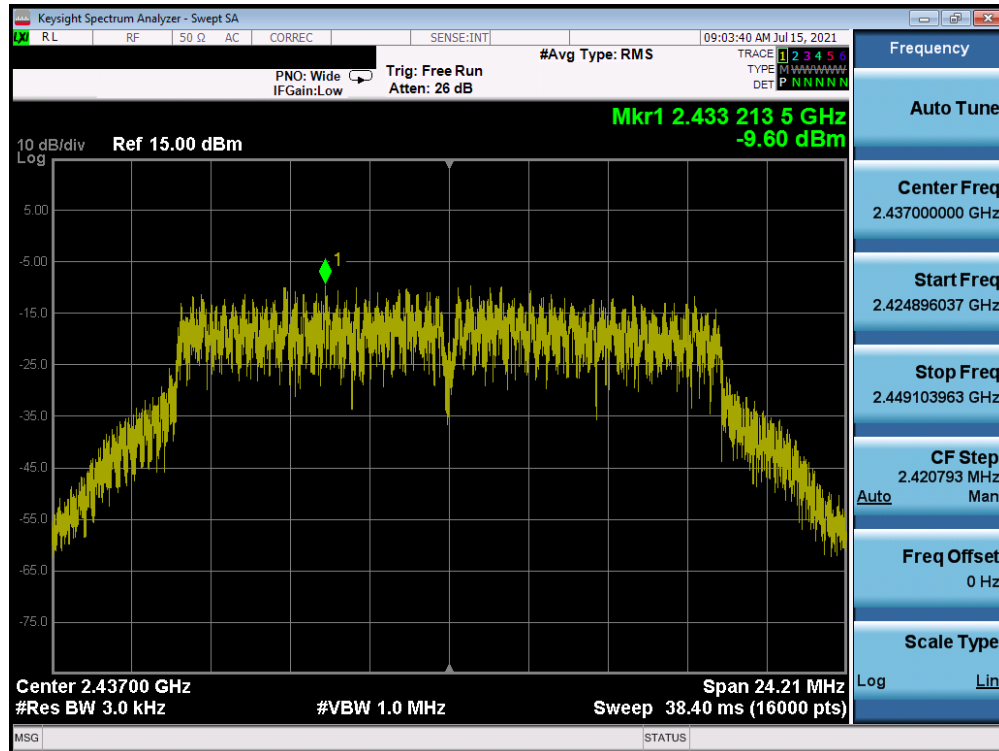 Keysight Spectrum Analyzer - Swept SA
LXI RL RF 50 Ω AC CORREC SENSE:INT 09:03:40 AM Jul 15, 2021
#Avg Type: RMS TRACE 1 2 3 4 5 6
PNO: Wide Trig: Free Run TYPE M WWWWW
IFGain:Low Atten: 26 dB DET P N N N N N
Mkr1 2.433 213 5 GHz
-9.60 dBm
10 dB/div Ref 15.00 dBm
Log
5.00
-5.00
1
-15.0
-25.0
-35.0
-45.0
-55.0
-65.0
-75.0
Center 2.43700 GHz Span 24.21 MHz
#Res BW 3.0 kHz #VBW 1.0 MHz Sweep 38.40 ms (16000 pts)
MSG STATUS
Frequency
Auto Tune
Center Freq
2.437000000 GHz
Start Freq
2.424896037 GHz
Stop Freq
2.449103963 GHz
CF Step
2.420793 MHz
Auto Man
Freq Offset
0 Hz
Scale Type
Log Lin